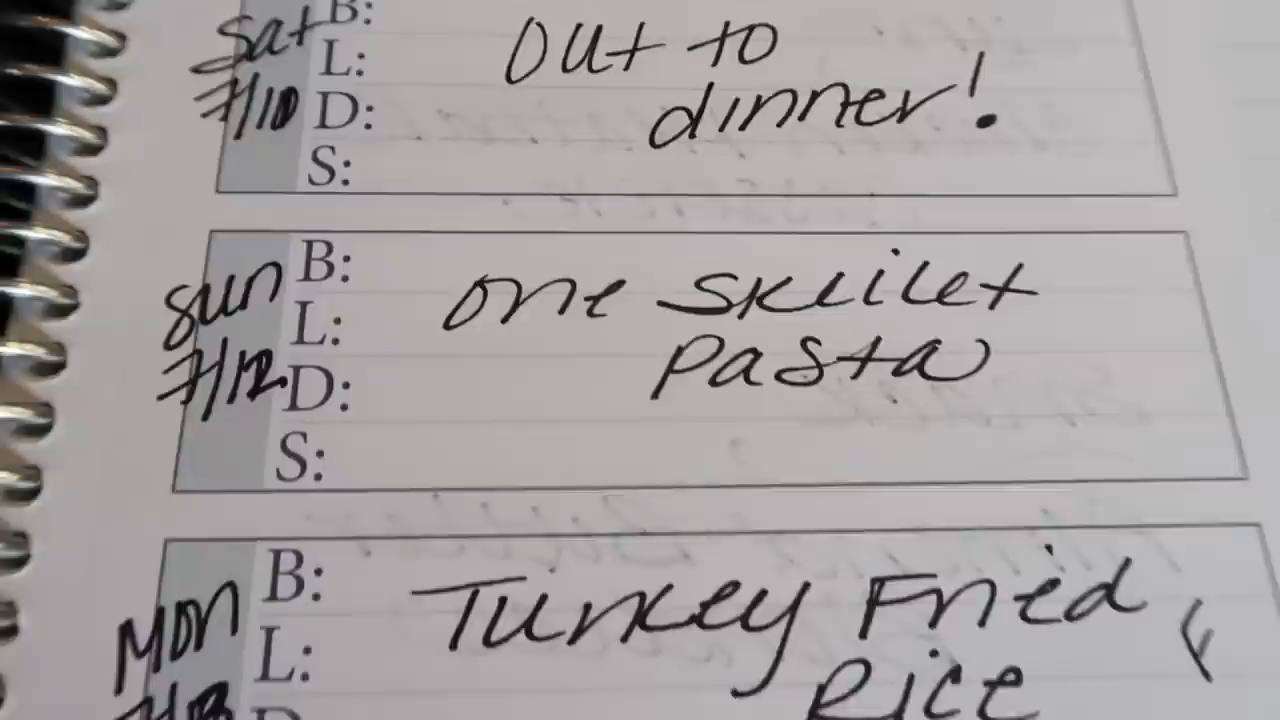 Sat B:
L: Out to
7/10 D: dinner!
S:
Sun B: one skillet
L:
7/12 D: pasta
S:
Mon B: Turkey Fried
L: Rice